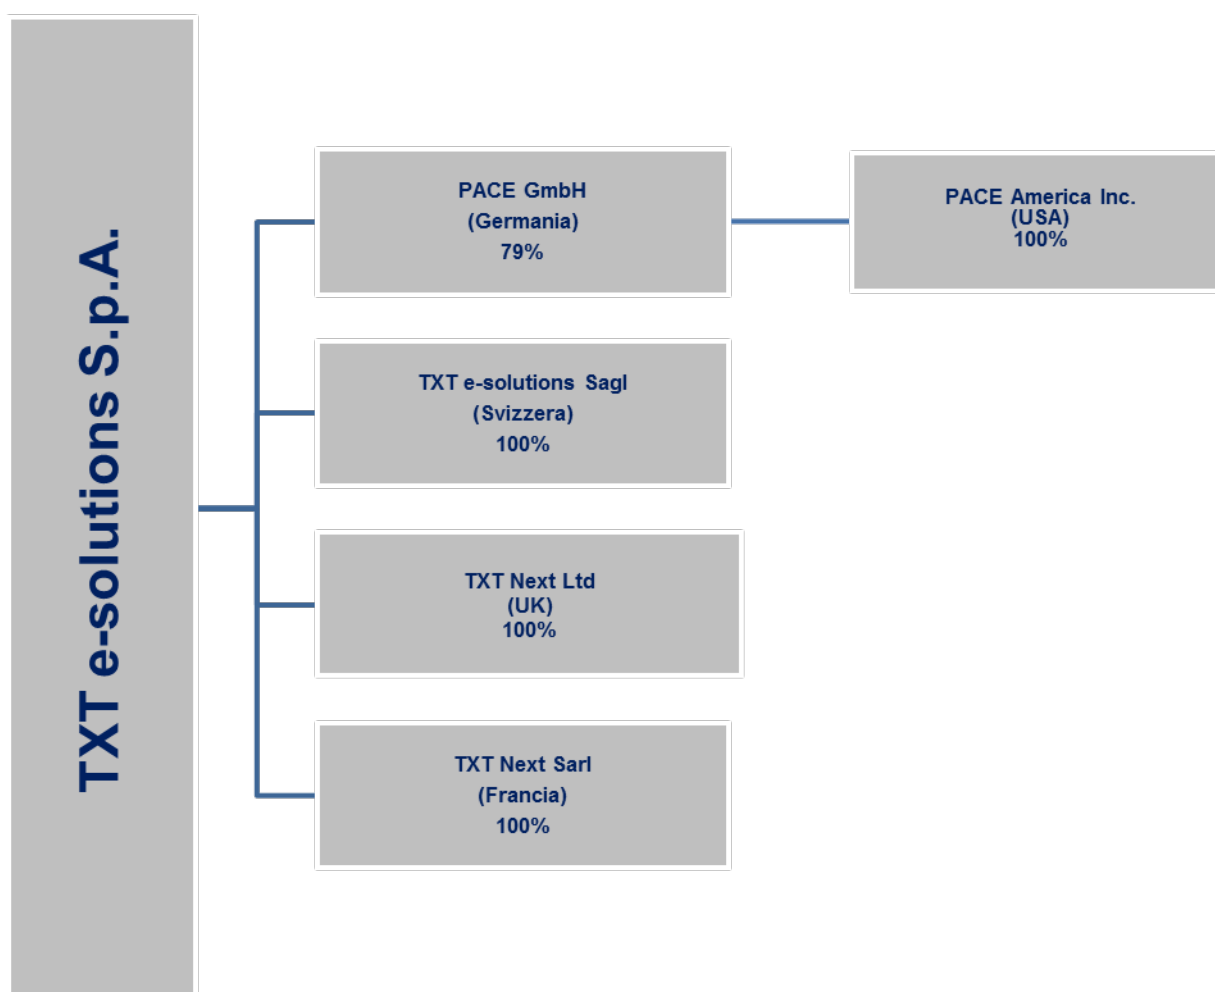 TXT e-solutions S.p.A.
PACE GmbH
(Germania)
79%
PACE America Inc.
(USA)
100%
TXT e-solutions Sagl
(Svizzera)
100%
TXT Next Ltd
(UK)
100%
TXT Next Sarl
(Francia)
100%